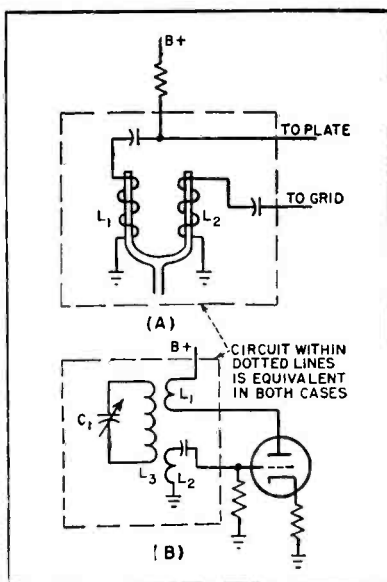 B+
TO PLATE
TO GRID
L1
L2
(A)
CIRCUIT WITHIN
DOTTED LINES
IS EQUIVALENT
IN BOTH CASES
B+
L1
C1
L3
L2
(B)